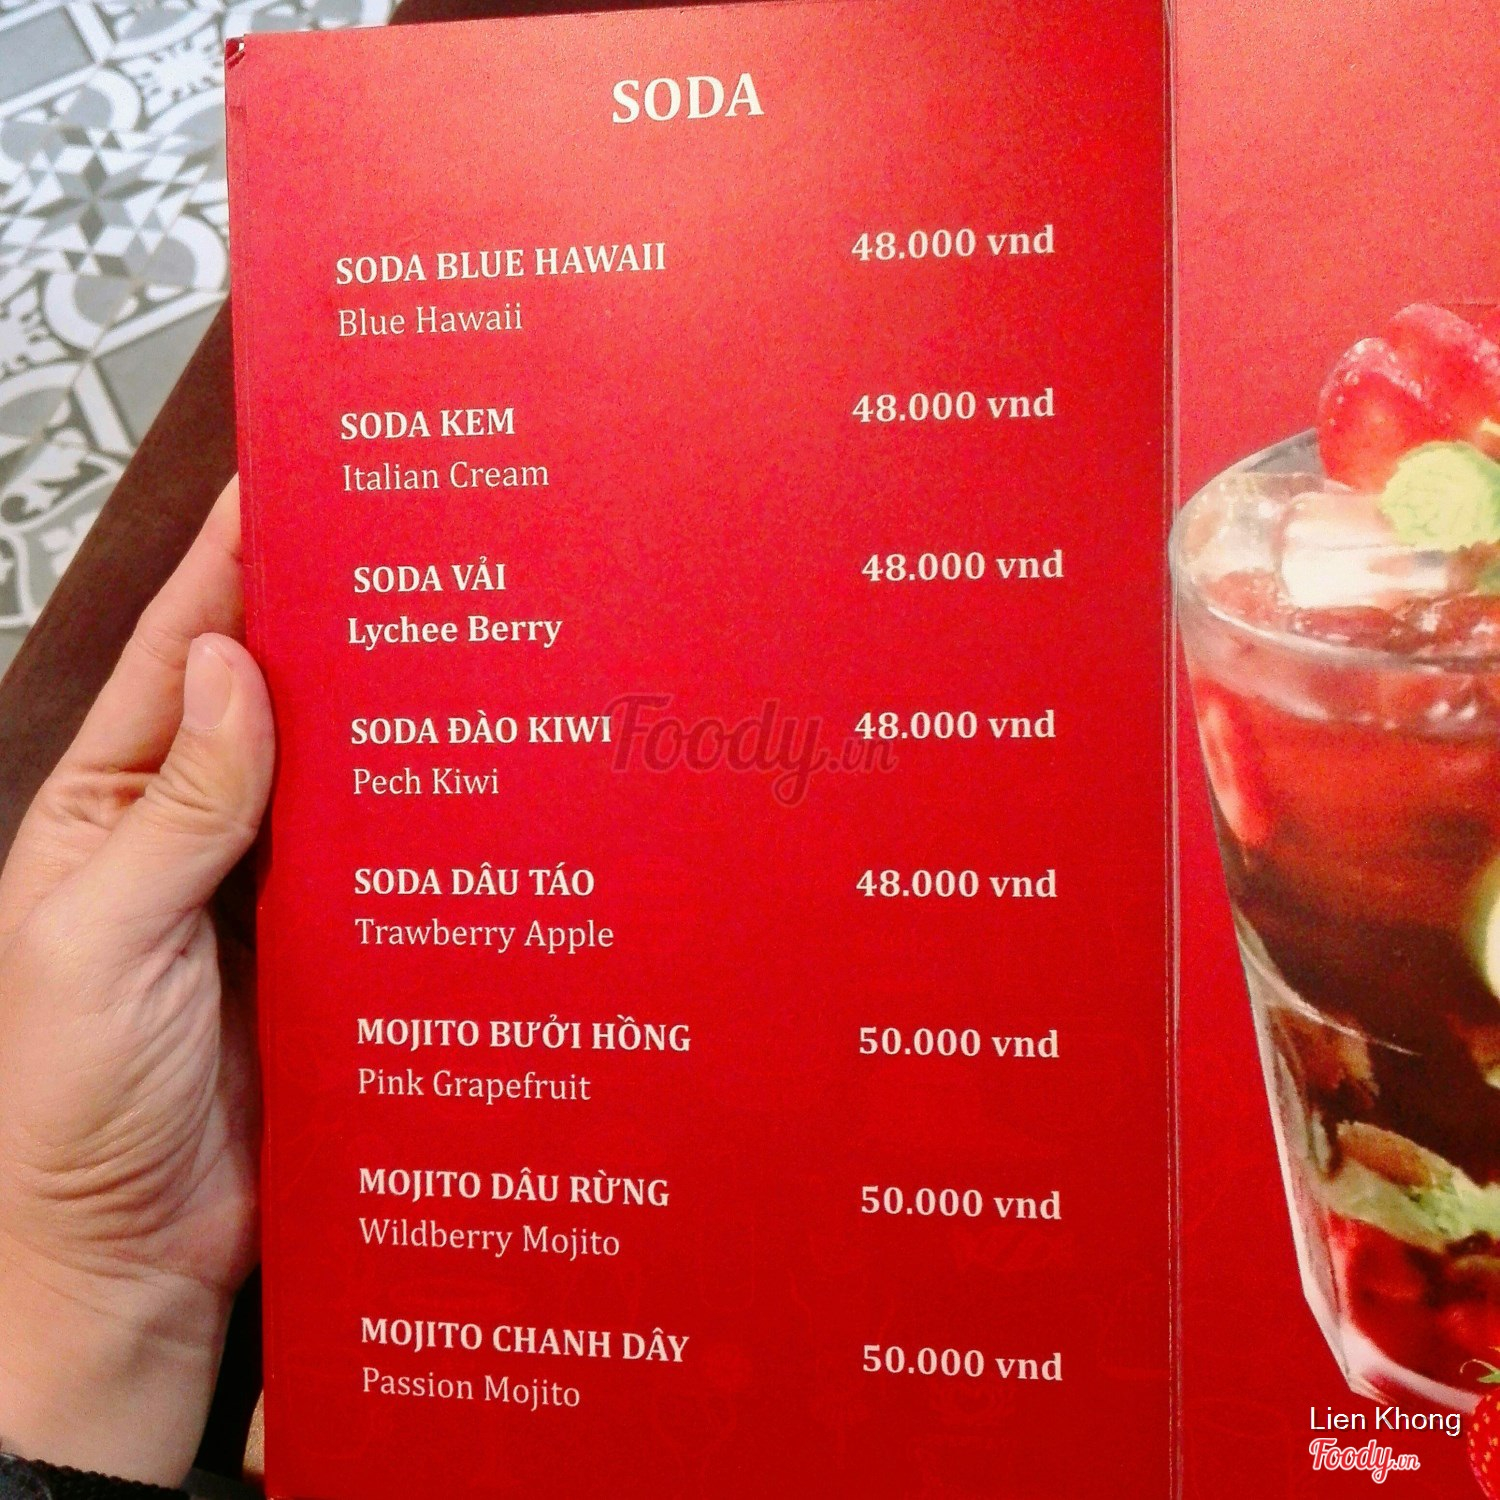 SODA
SODA BLUE HAWAII 48.000 vnd
Blue Hawaii
SODA KEM 48.000 vnd
Italian Cream
SODA VẢI 48.000 vnd
Lychee Berry
SODA ĐÀO KIWI 48.000 vnd
Pech Kiwi
Foody.vn
SODA DÂU TÁO 48.000 vnd
Trawberry Apple
MOJITO BƯỞI HỒNG 50.000 vnd
Pink Grapefruit
MOJITO DÂU RỪNG 50.000 vnd
Wildberry Mojito
MOJITO CHANH DÂY 50.000 vnd
Passion Mojito
Lien Khong
Foody.vn